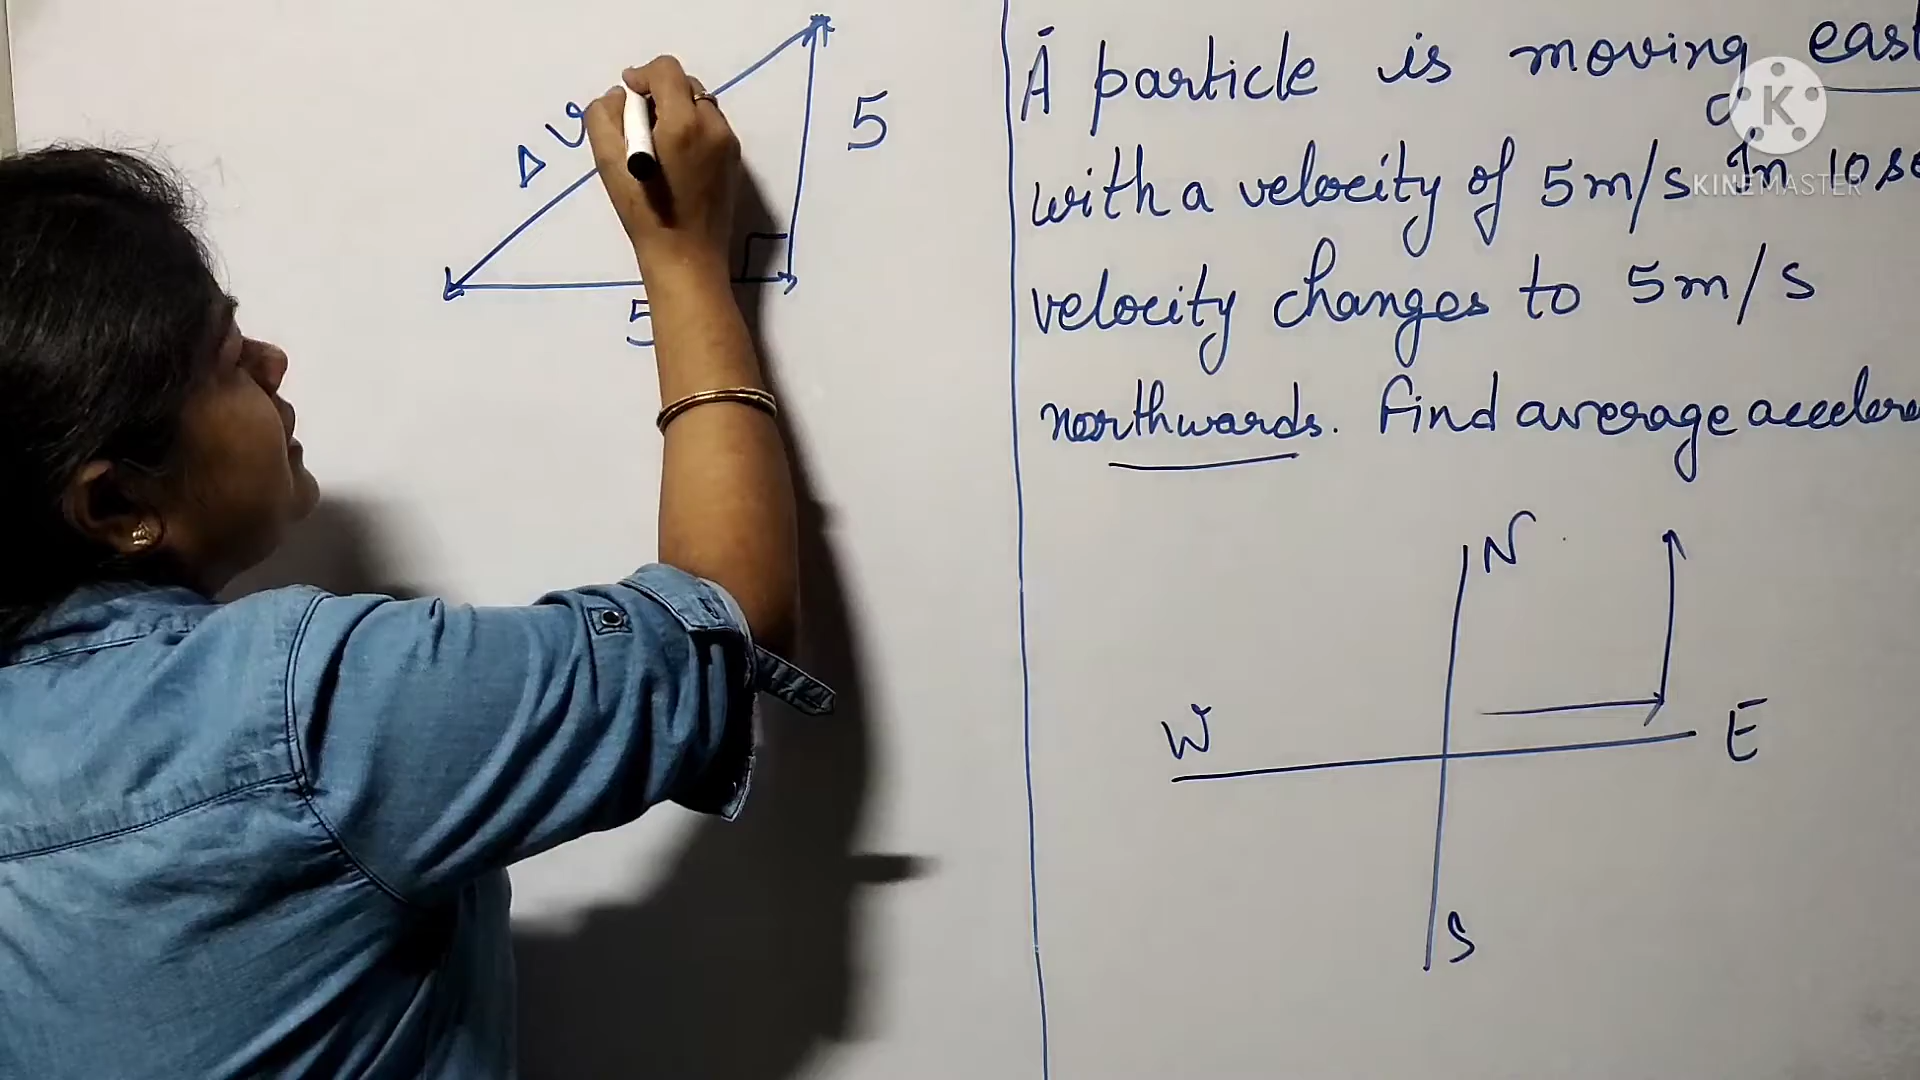 Δ v
5
5
A particle is moving east
with a velocity of 5m/s In 10 se
velocity changes to 5m/s
northwards. Find average accelera
N
W
E
S
K
KINEMASTER